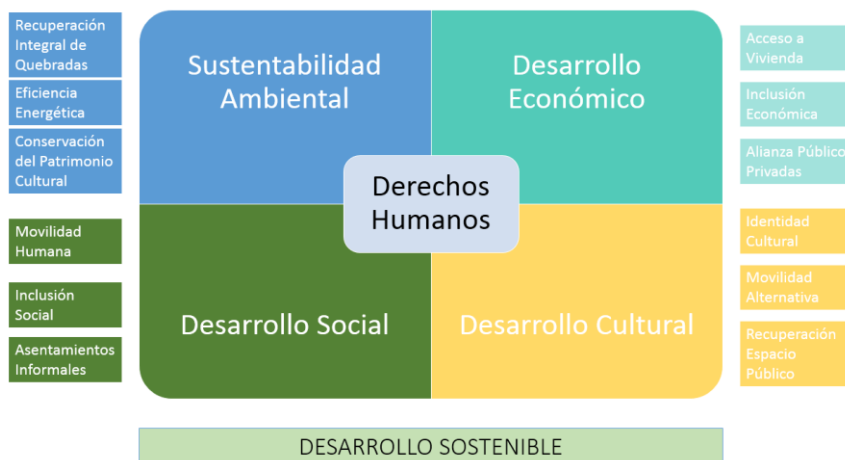 Recuperación
Integral de
Quebradas
Eficiencia
Energética
Conservación
del Patrimonio
Cultural
Sustentabilidad
Ambiental
Desarrollo
Económico
Acceso a
Vivienda
Inclusión
Económica
Alianza Público
Privadas
Derechos
Humanos
Movilidad
Humana
Inclusión
Social
Asentamientos
Informales
Desarrollo Social
Desarrollo Cultural
Identidad
Cultural
Movilidad
Alternativa
Recuperación
Espacio
Público
DESARROLLO SOSTENIBLE